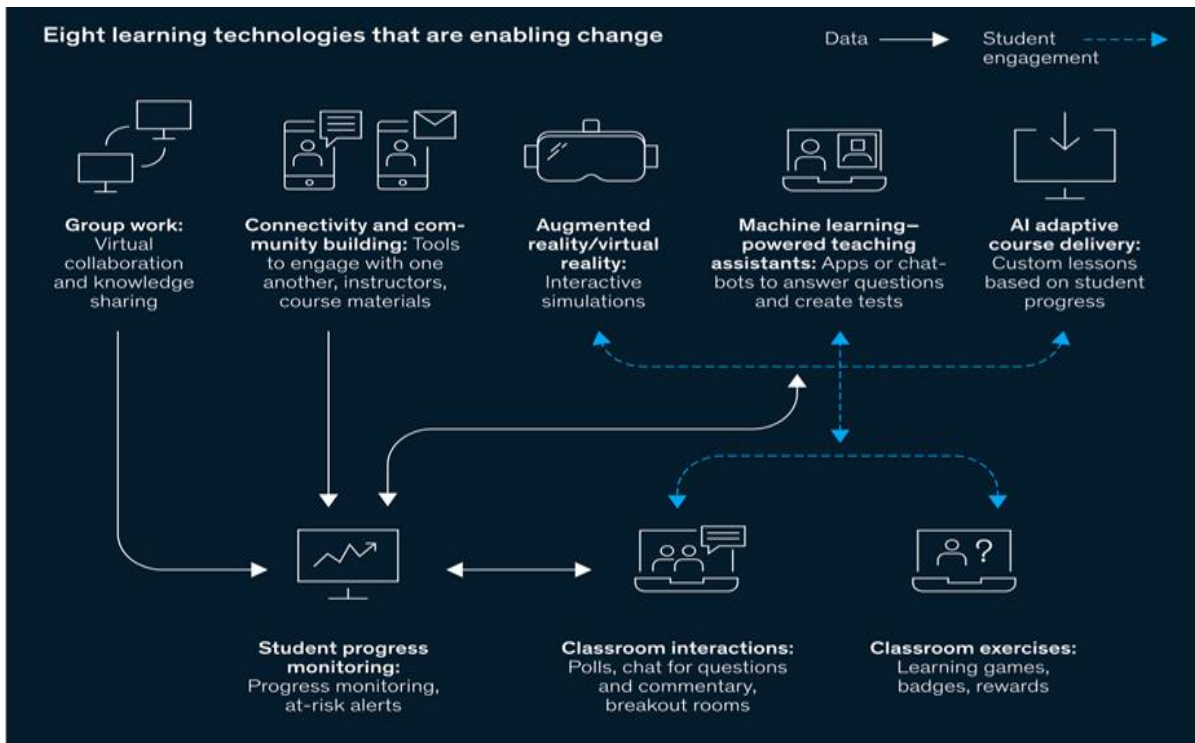 Eight learning technologies that are enabling change
Data
Student
engagement
Group work:
Virtual
collaboration
and knowledge
sharing
Connectivity and com-
munity building: Tools
to engage with one
another, instructors,
course materials
Augmented
reality/virtual
reality:
Interactive
simulations
Machine learning–
powered teaching
assistants: Apps or chat-
bots to answer questions
and create tests
AI adaptive
course delivery:
Custom lessons
based on student
progress
Student progress
monitoring:
Progress monitoring,
at-risk alerts
Classroom interactions:
Polls, chat for questions
and commentary,
breakout rooms
?
Classroom exercises:
Learning games,
badges, rewards